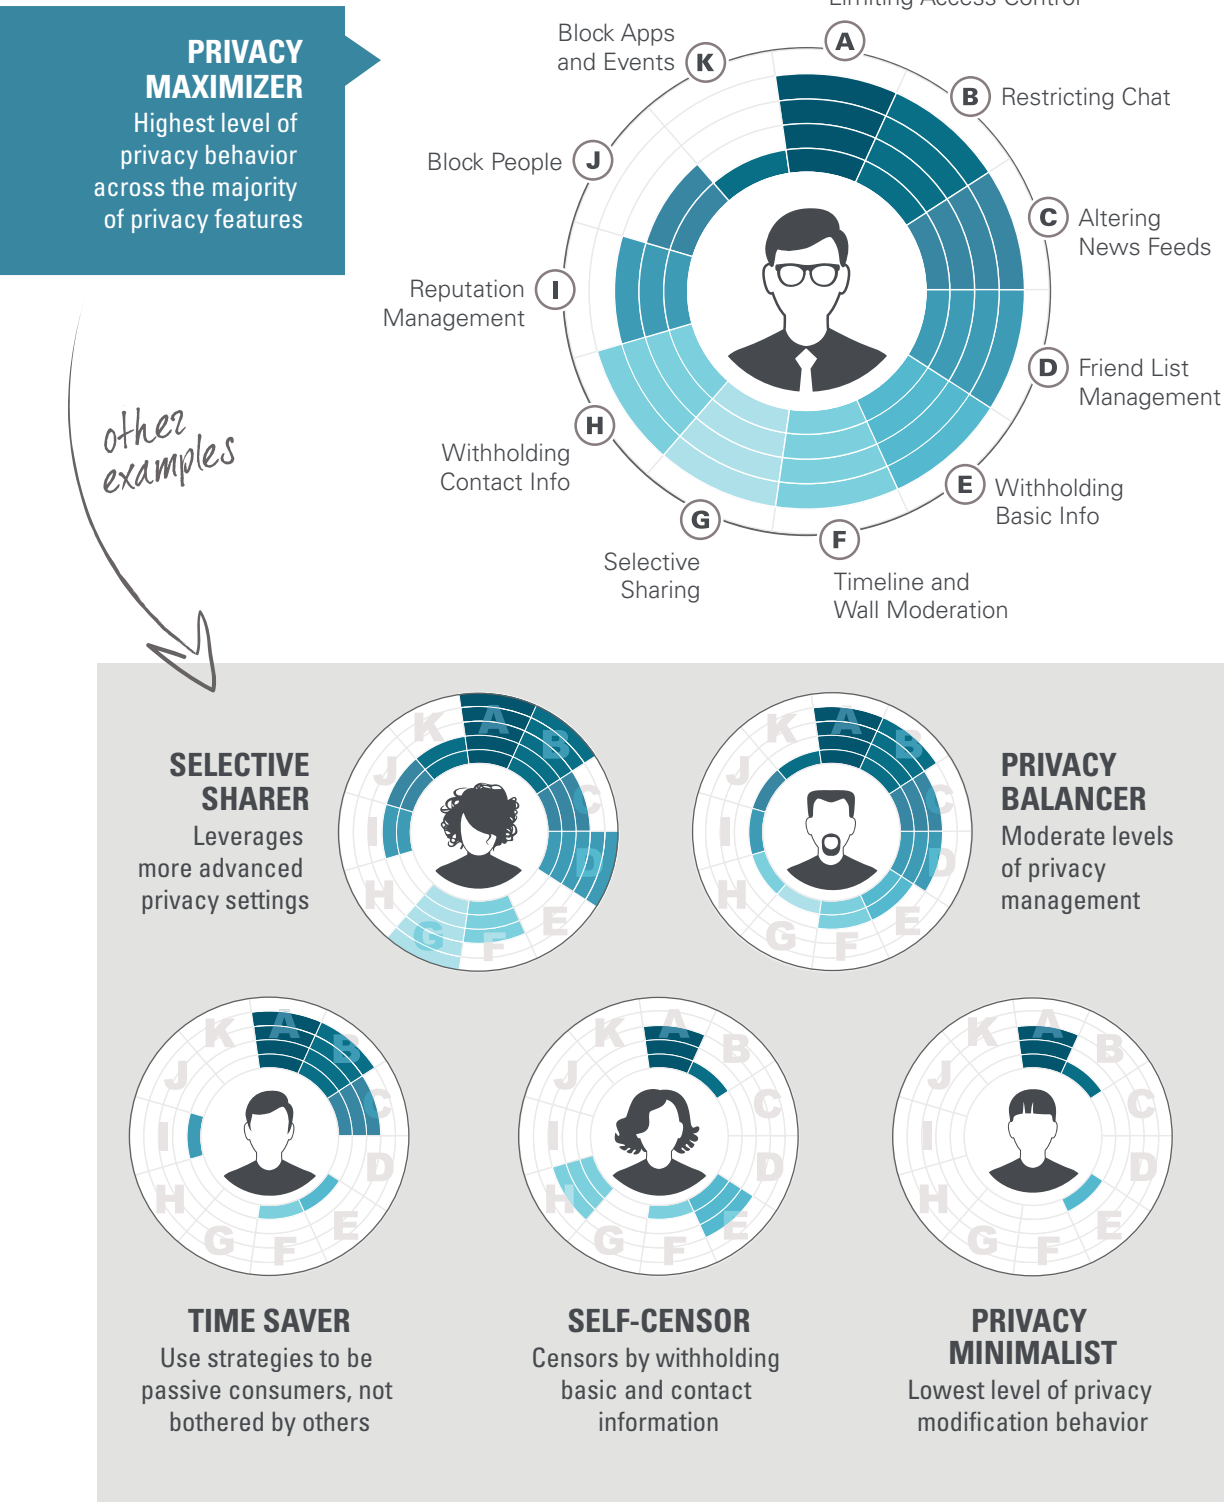 Limiting Access Control
PRIVACY
MAXIMIZER
Highest level of
privacy behavior
across the majority
of privacy features
A
B
Restricting Chat
C
Altering
News Feeds
D
Friend List
Management
E
Withholding
Basic Info
F
Timeline and
Wall Moderation
G
Selective
Sharing
H
Withholding
Contact Info
I
Reputation
Management
J
Block People
K
Block Apps
and Events
other
examples
SELECTIVE
SHARER
Leverages
more advanced
privacy settings
A
B
C
D
E
F
G
H
I
J
K
A
B
C
D
E
F
G
H
I
J
K
PRIVACY
BALANCER
Moderate levels
of privacy
management
A
B
C
D
E
F
G
H
I
J
K
TIME SAVER
Use strategies to be
passive consumers, not
bothered by others
A
B
C
D
E
F
G
H
I
J
K
SELF-CENSOR
Censors by withholding
basic and contact
information
A
B
C
D
E
F
G
H
I
J
K
PRIVACY
MINIMALIST
Lowest level of privacy
modification behavior